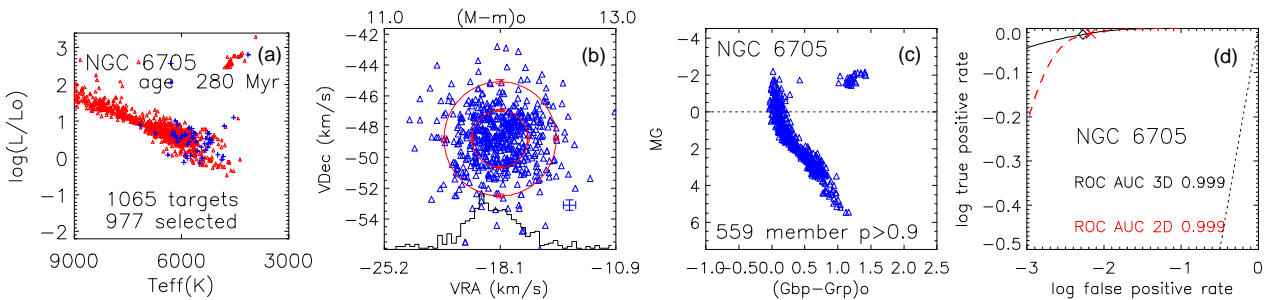 (a)
NGC 6705
age 280 Myr
1065 targets
977 selected
3
2
1
0
−1
−2
log(L/Lo)
9000 6000 3000
Teff(K)
11.0 (M−m)o 13.0
(b)
−42
−44
−46
−48
−50
−52
−54
VDec (km/s)
−25.2 −18.1 −10.9
VRA (km/s)
NGC 6705 (c)
−4
−2
0
2
4
6
MG
559 member p>0.9
−1.0 −0.5 0.0 0.5 1.0 1.5 2.0 2.5
(Gbp−Grp)o
(d)
0.0
−0.1
−0.2
−0.3
−0.4
−0.5
log true positive rate
NGC 6705
ROC AUC 3D 0.999
ROC AUC 2D 0.999
−3 −2 −1 0
log false positive rate